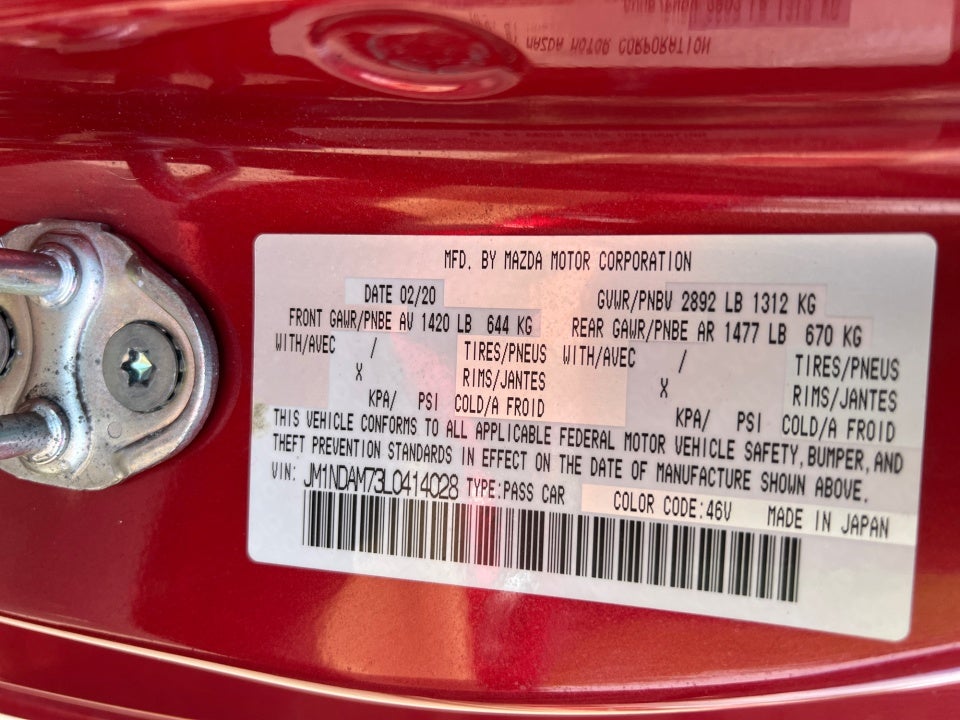 MFD. BY MAZDA MOTOR CORPORATION
DATE 02/20
GVWR/PNBV 2892 LB 1312 KG
FRONT GAWR/PNBE AV 1420 LB 644 KG
REAR GAWR/PNBE AR 1477 LB 670 KG
WITH/AVEC / TIRES/PNEUS WITH/AVEC / TIRES/PNEUS
X RIMS/JANTES X RIMS/JANTES
KPA/ PSI COLD/A FROID KPA/ PSI COLD/A FROID
THIS VEHICLE CONFORMS TO ALL APPLICABLE FEDERAL MOTOR VEHICLE SAFETY, BUMPER, AND
THEFT PREVENTION STANDARDS IN EFFECT ON THE DATE OF MANUFACTURE SHOWN ABOVE.
VIN: JM1NDAM73L0414028 TYPE:PASS CAR COLOR CODE:46V MADE IN JAPAN